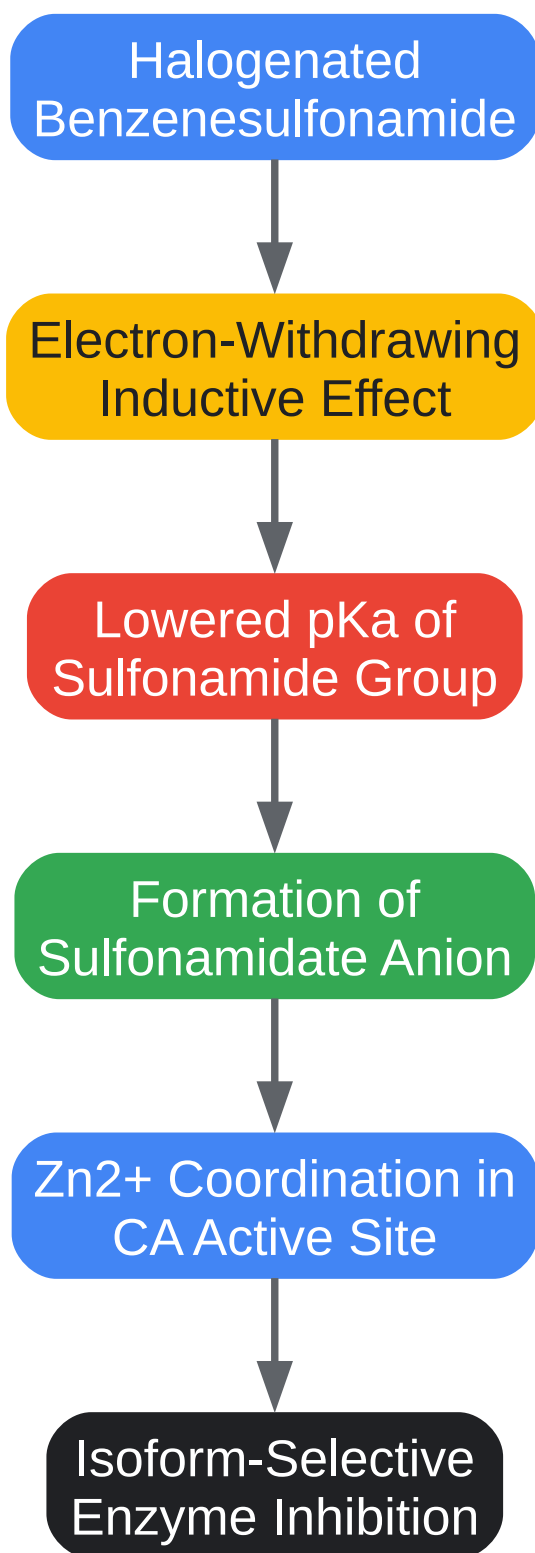 Halogenated
Benzenesulfonamide
Electron-Withdrawing
Inductive Effect
Lowered pKa of
Sulfonamide Group
Formation of
Sulfonamidate Anion
Zn2+ Coordination in
CA Active Site
Isoform-Selective
Enzyme Inhibition